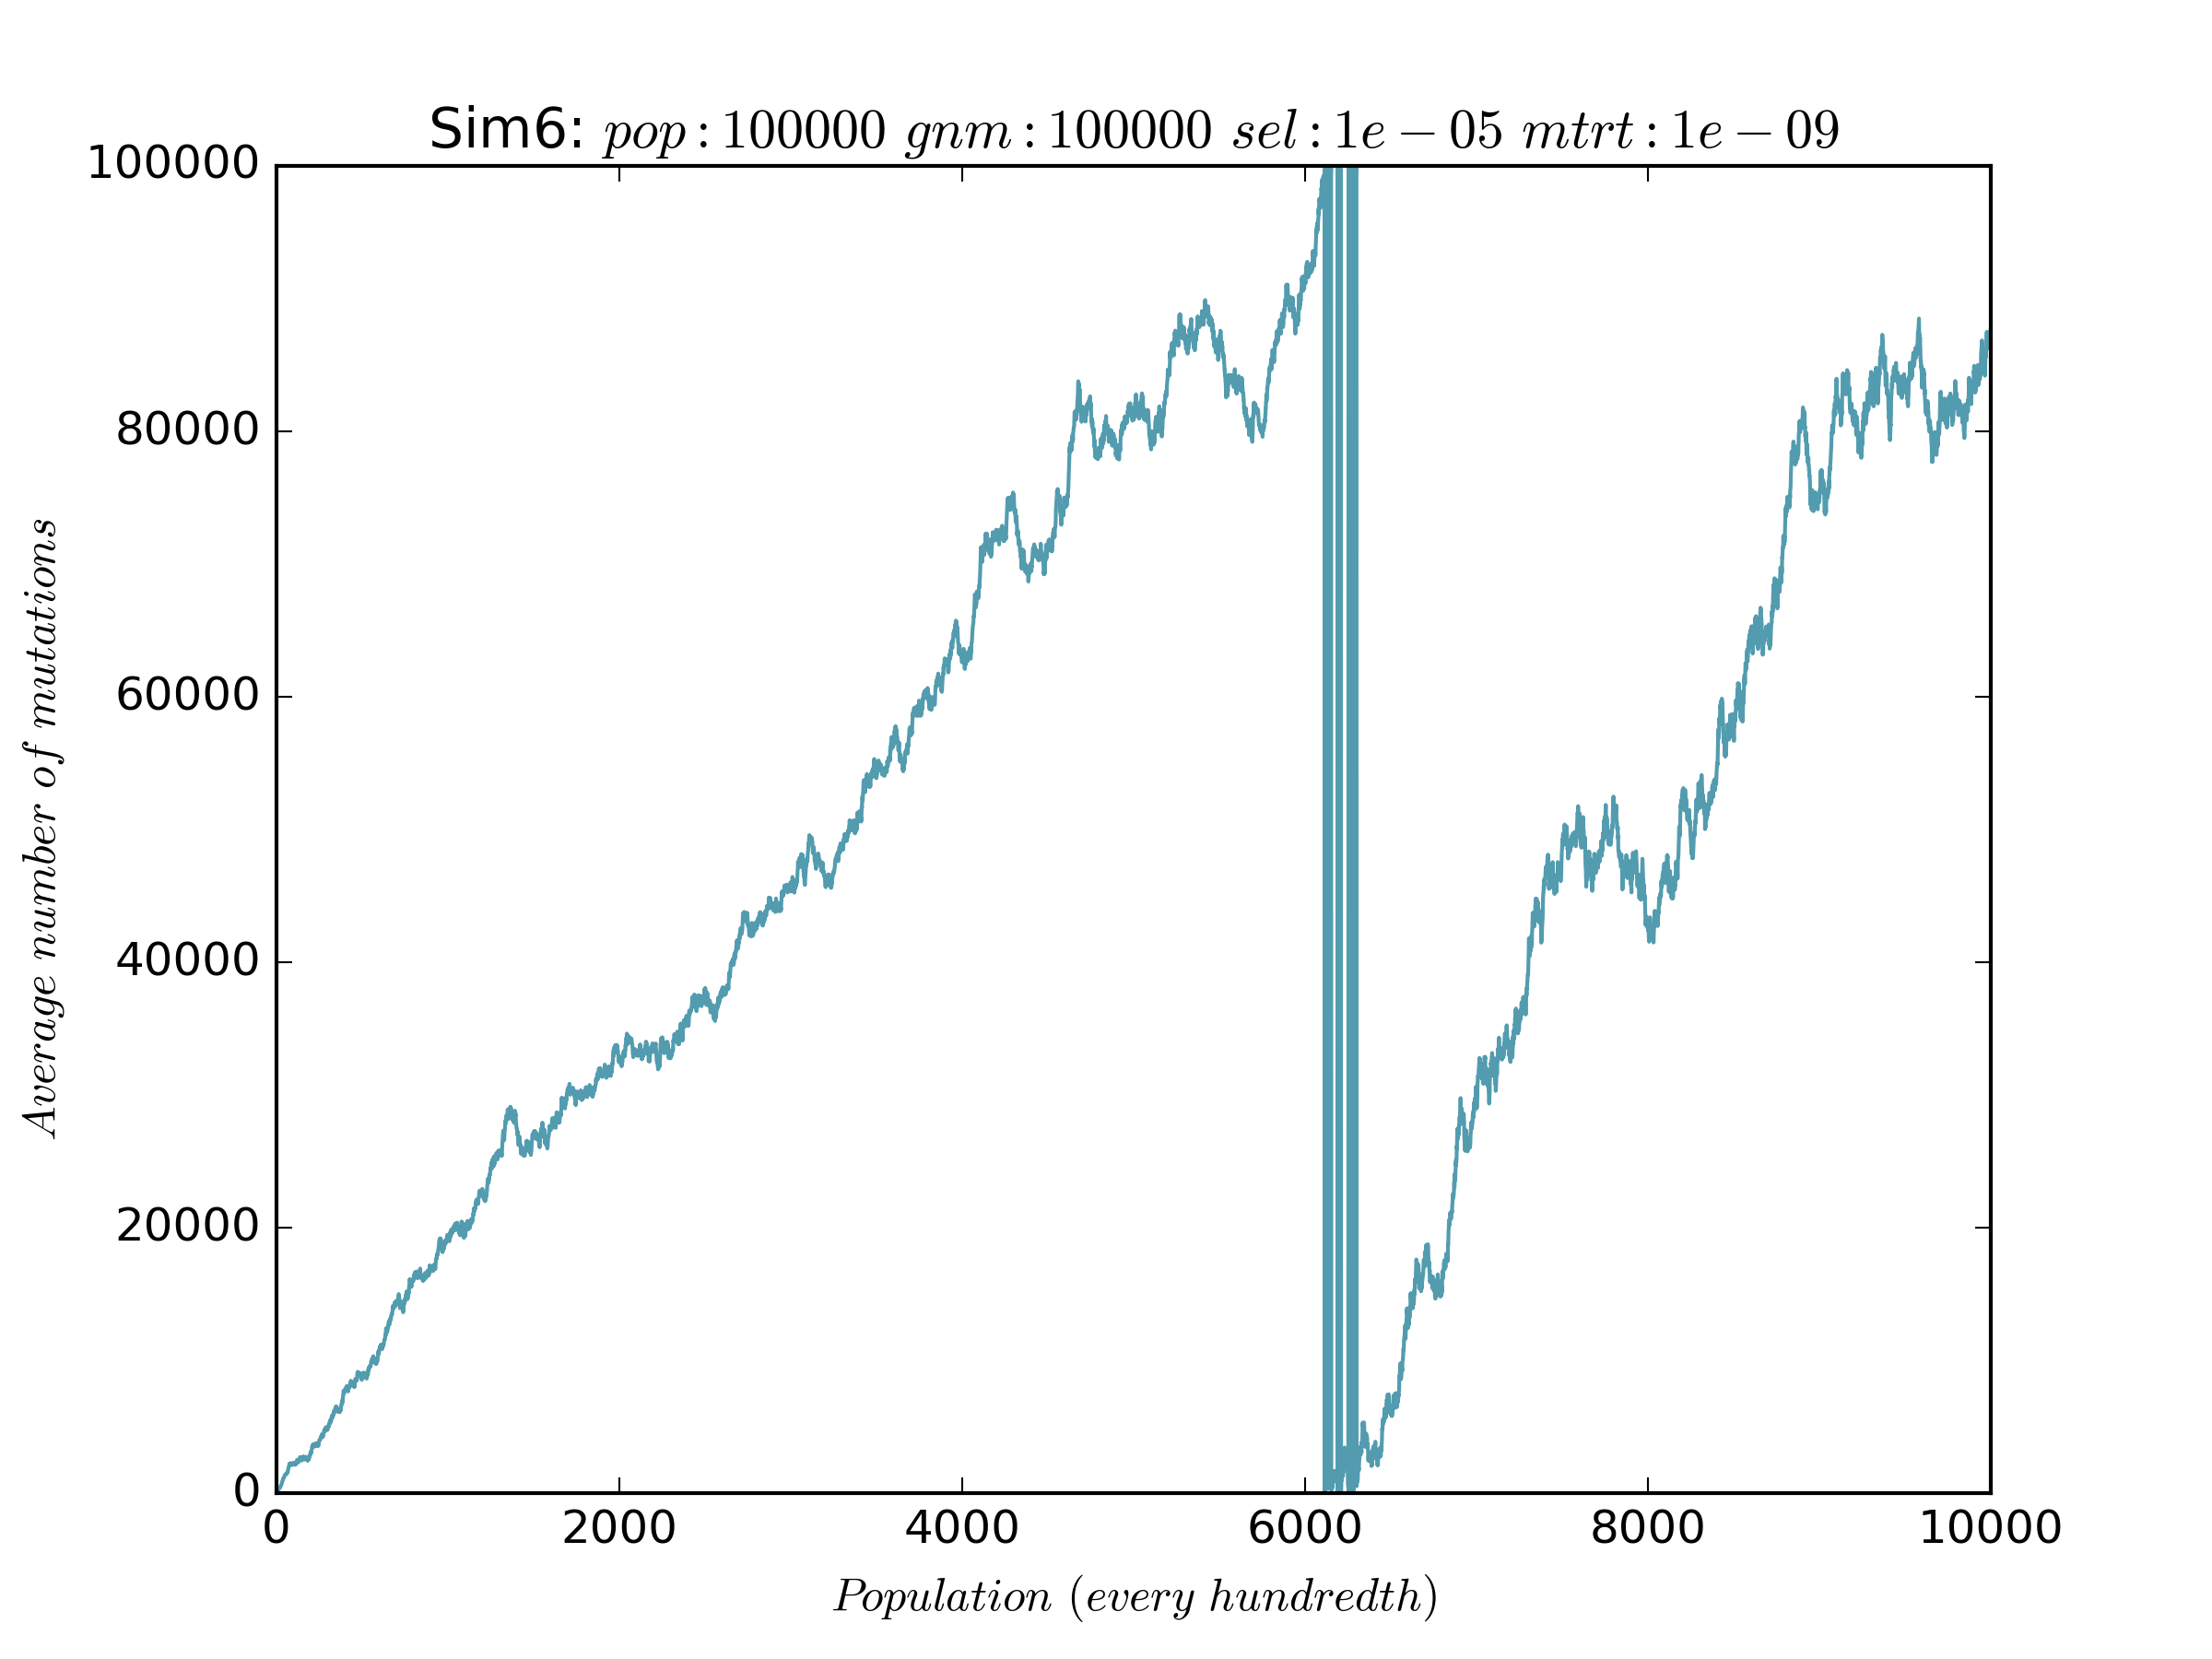 Sim6: pop : 100000 gnm : 100000 sel : 1e − 05 mtrt : 1e − 09
100000
80000
60000
40000
20000
0
Average number of mutations
0 2000 4000 6000 8000 10000
Population (every hundredth)